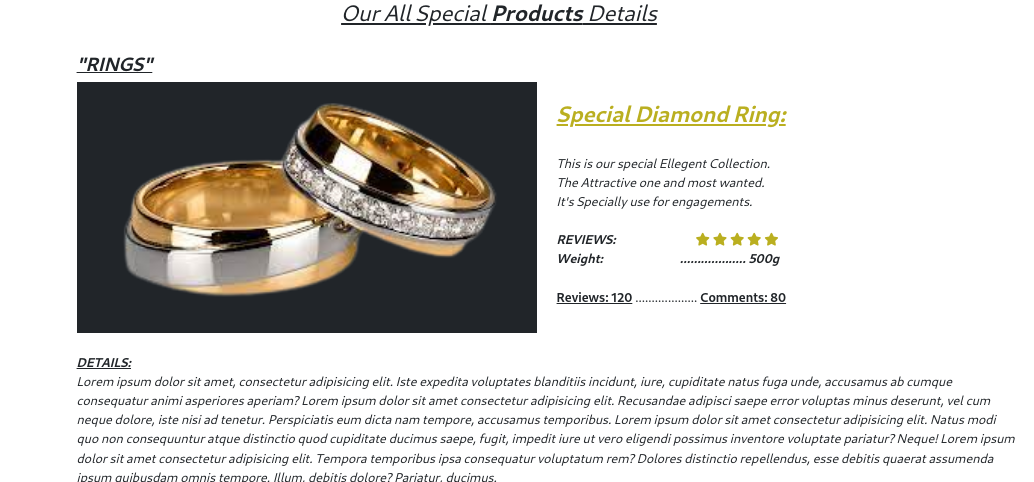 Our All Special Products Details
"RINGS"
Special Diamond Ring:
This is our special Ellegent Collection.
The Attractive one and most wanted.
It's Specially use for engagements.
REVIEWS:
Weight: ................... 500g
Reviews: 120 ................... Comments: 80
DETAILS:
Lorem ipsum dolor sit amet, consectetur adipisicing elit. Iste expedita voluptates blanditiis incidunt, iure, cupiditate natus fuga unde, accusamus ab cumque
consequatur animi asperiores aperiam? Lorem ipsum dolor sit amet consectetur adipisicing elit. Recusandae adipisci saepe error voluptas minus deserunt, vel cum
neque dolore, iste nisi ad tenetur. Perspiciatis eum dicta nam tempore, accusamus temporibus. Lorem ipsum dolor sit amet consectetur adipisicing elit. Natus modi
quo non consequuntur atque distinctio quod cupiditate ducimus saepe, fugit, impedit iure ut vero eligendi possimus inventore voluptate pariatur? Neque! Lorem ipsum
dolor sit amet consectetur adipisicing elit. Tempora temporibus ipsa consequatur voluptatum rem? Dolores distinctio repellendus, esse debitis quaerat assumenda
ipsum quibusdam omnis tempore. Illum, debitis dolore? Pariatur, ducimus.